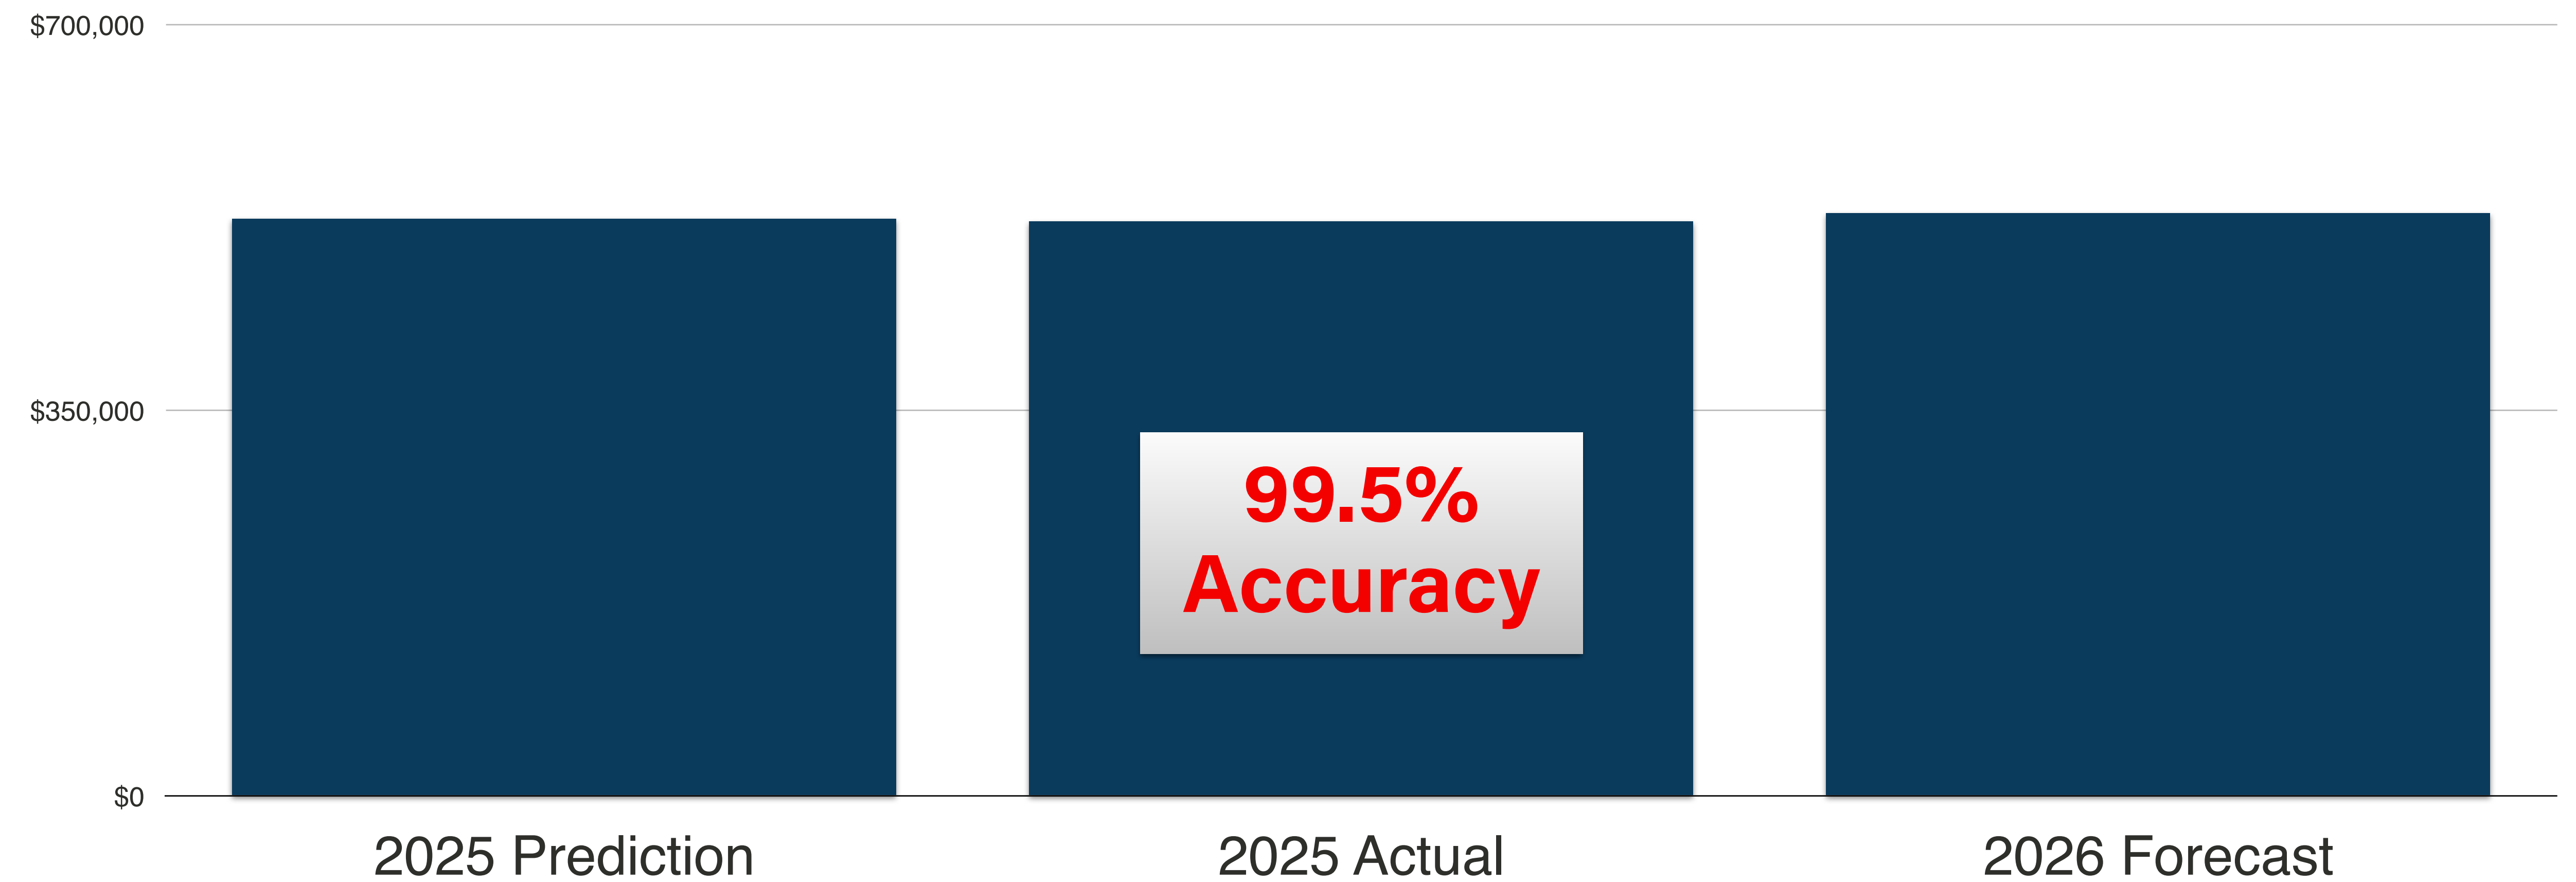 $700,000
$350,000
$0
99.5%
Accuracy
2025 Prediction
2025 Actual
2026 Forecast